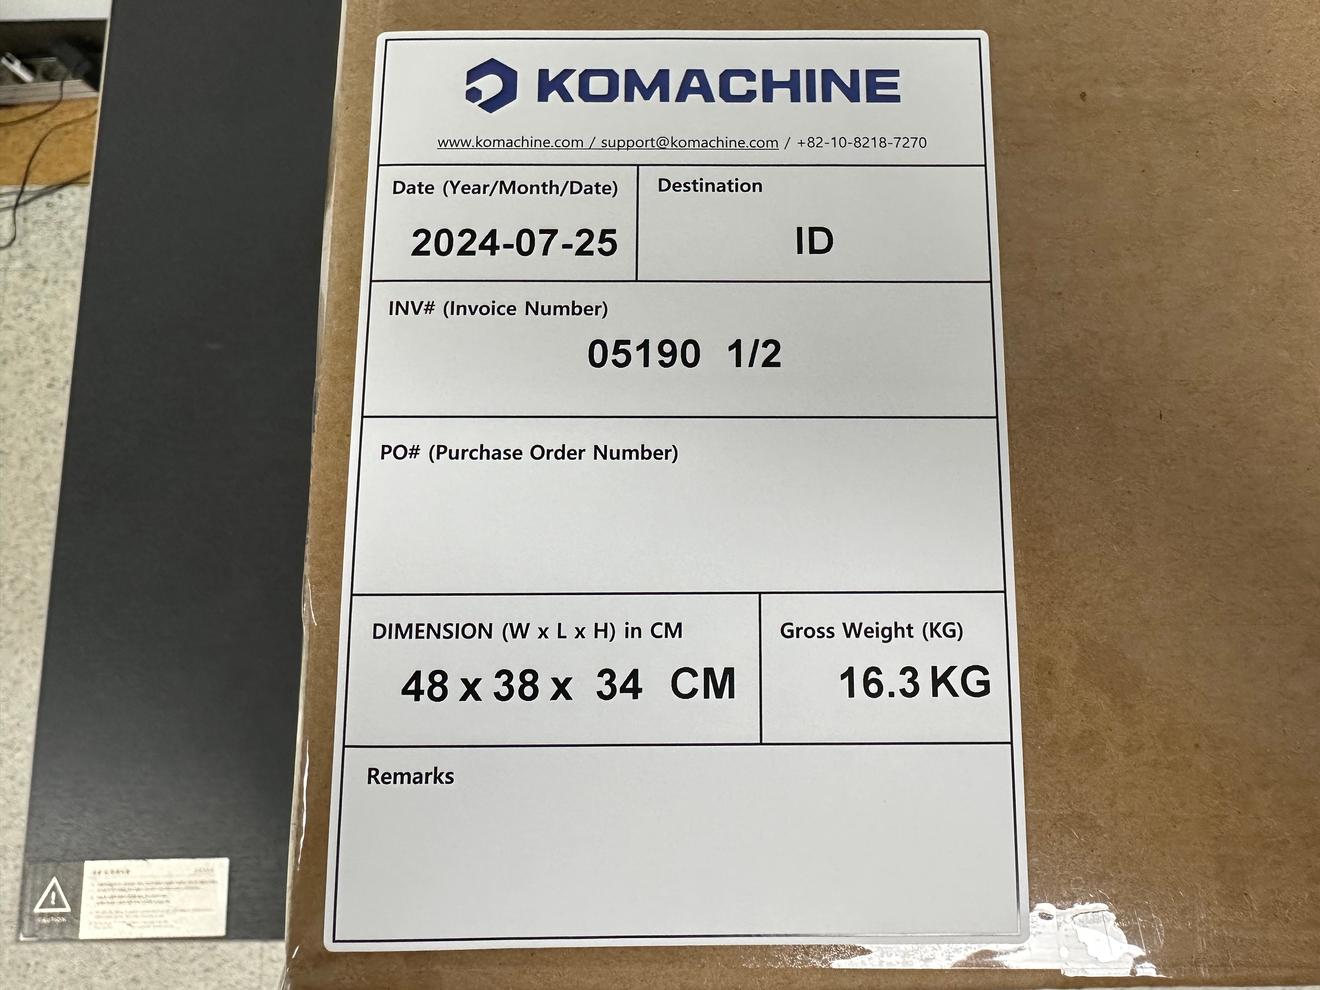 KOMACHINE
www.komachine.com / support@komachine.com / +82-10-8218-7270
Date (Year/Month/Date)
2024-07-25
Destination
ID
INV# (Invoice Number)
05190 1/2
PO# (Purchase Order Number)
DIMENSION (W x L x H) in CM
48 x 38 x 34 CM
Gross Weight (KG)
16.3 KG
Remarks
CAUTION